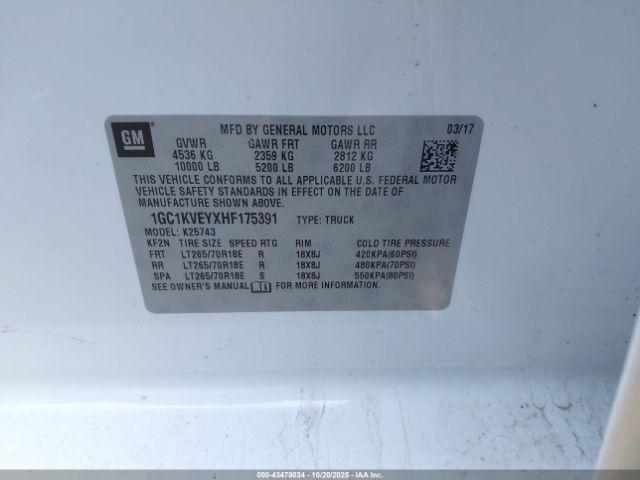 GM
MFD BY GENERAL MOTORS LLC 03/17
GVWR GAWR FRT GAWR RR
4536 KG 2359 KG 2812 KG
10000 LB 5200 LB 6200 LB
THIS VEHICLE CONFORMS TO ALL APPLICABLE U.S. FEDERAL MOTOR
VEHICLE SAFETY STANDARDS IN EFFECT ON THE DATE OF
MANUFACTURE SHOWN ABOVE.
1GC1KVEYXHF175391 TYPE: TRUCK
MODEL: K25743
KF2N TIRE SIZE SPEED RTG RIM COLD TIRE PRESSURE
FRT LT265/70R18E R 18X8J 420KPA(60PSI)
RR LT265/70R18E R 18X8J 480KPA(70PSI)
SPA LT265/70R18E S 18X8J 550KPA(80PSI)
SEE OWNER'S MANUAL FOR MORE INFORMATION.
000-43478034 | 10/20/2025 | IAAI.COM